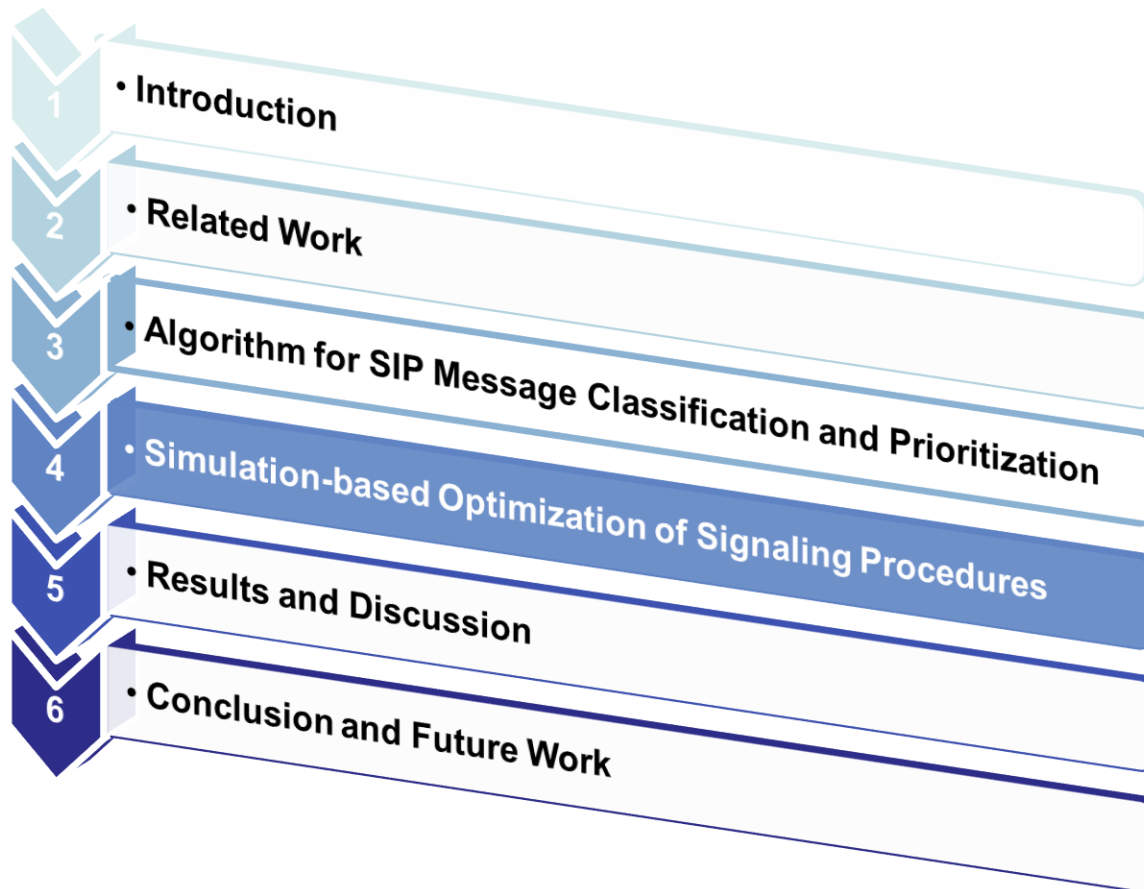 1
• Introduction
2
• Related Work
3
• Algorithm for SIP Message Classification and Prioritization
4
• Simulation-based Optimization of Signaling Procedures
5
• Results and Discussion
6
• Conclusion and Future Work